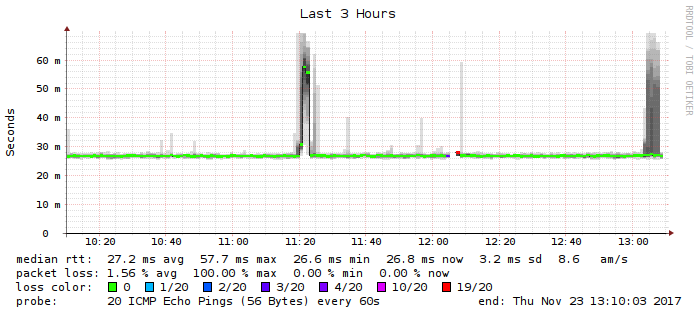 Last 3 Hours
RRDTOOL / TOBI OETIKER
Seconds
60 m
50 m
40 m
30 m
20 m
10 m
0
10:20 10:40 11:00 11:20 11:40 12:00 12:20 12:40 13:00
median rtt: 27.2 ms avg 57.7 ms max 26.6 ms min 26.8 ms now 3.2 ms sd 8.6 am/s
packet loss: 1.56 % avg 100.00 % max 0.00 % min 0.00 % now
loss color: 0 1/20 2/20 3/20 4/20 10/20 19/20
probe: 20 ICMP Echo Pings (56 Bytes) every 60s end: Thu Nov 23 13:10:03 2017